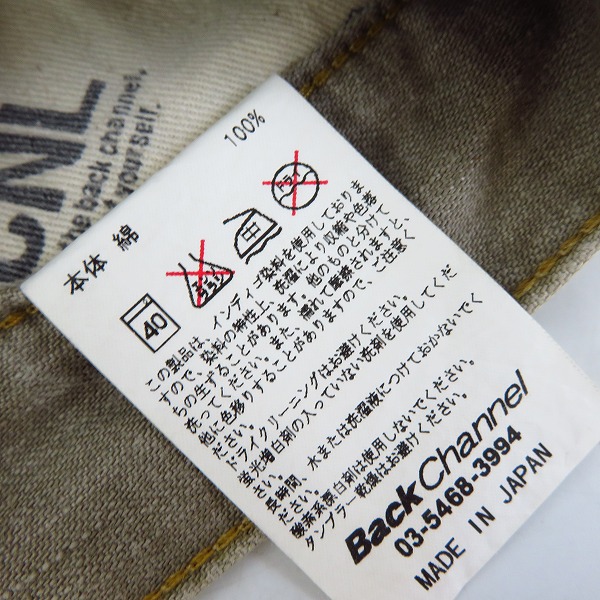 CNL
the back channel,
yourself.
本体 綿 100%
40
ドライ
この製品は、インディゴ染料を使用しておりま
すので、染料の特性上、洗濯により収縮や色落
ちの生ずることがあります。他のものと分けて
洗ってください。また、濡れて摩擦されますと、
他に色移りすることがありますので、ご注意く
ださい。
ドライクリーニングはお避けください。
蛍光増白剤の入っていない洗剤を使用してくだ
さい。
長時間、水または洗濯液につけておかないでく
ださい。
酸素系漂白剤は使用しないでください。
タンブラー乾燥はお避けください。
BackChannel
03-5468-3994
MADE IN JAPAN